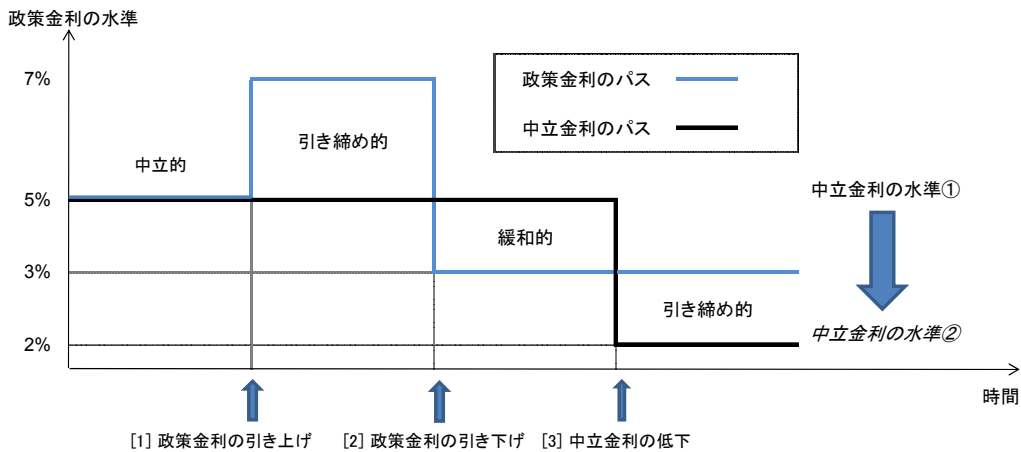 政策金利の水準
7%
政策金利のパス
中立金利のパス
引き締め的
中立的
5%
中立金利の水準①
緩和的
3%
引き締め的
2%
中立金利の水準②
時間
[1] 政策金利の引き上げ
[2] 政策金利の引き下げ
[3] 中立金利の低下